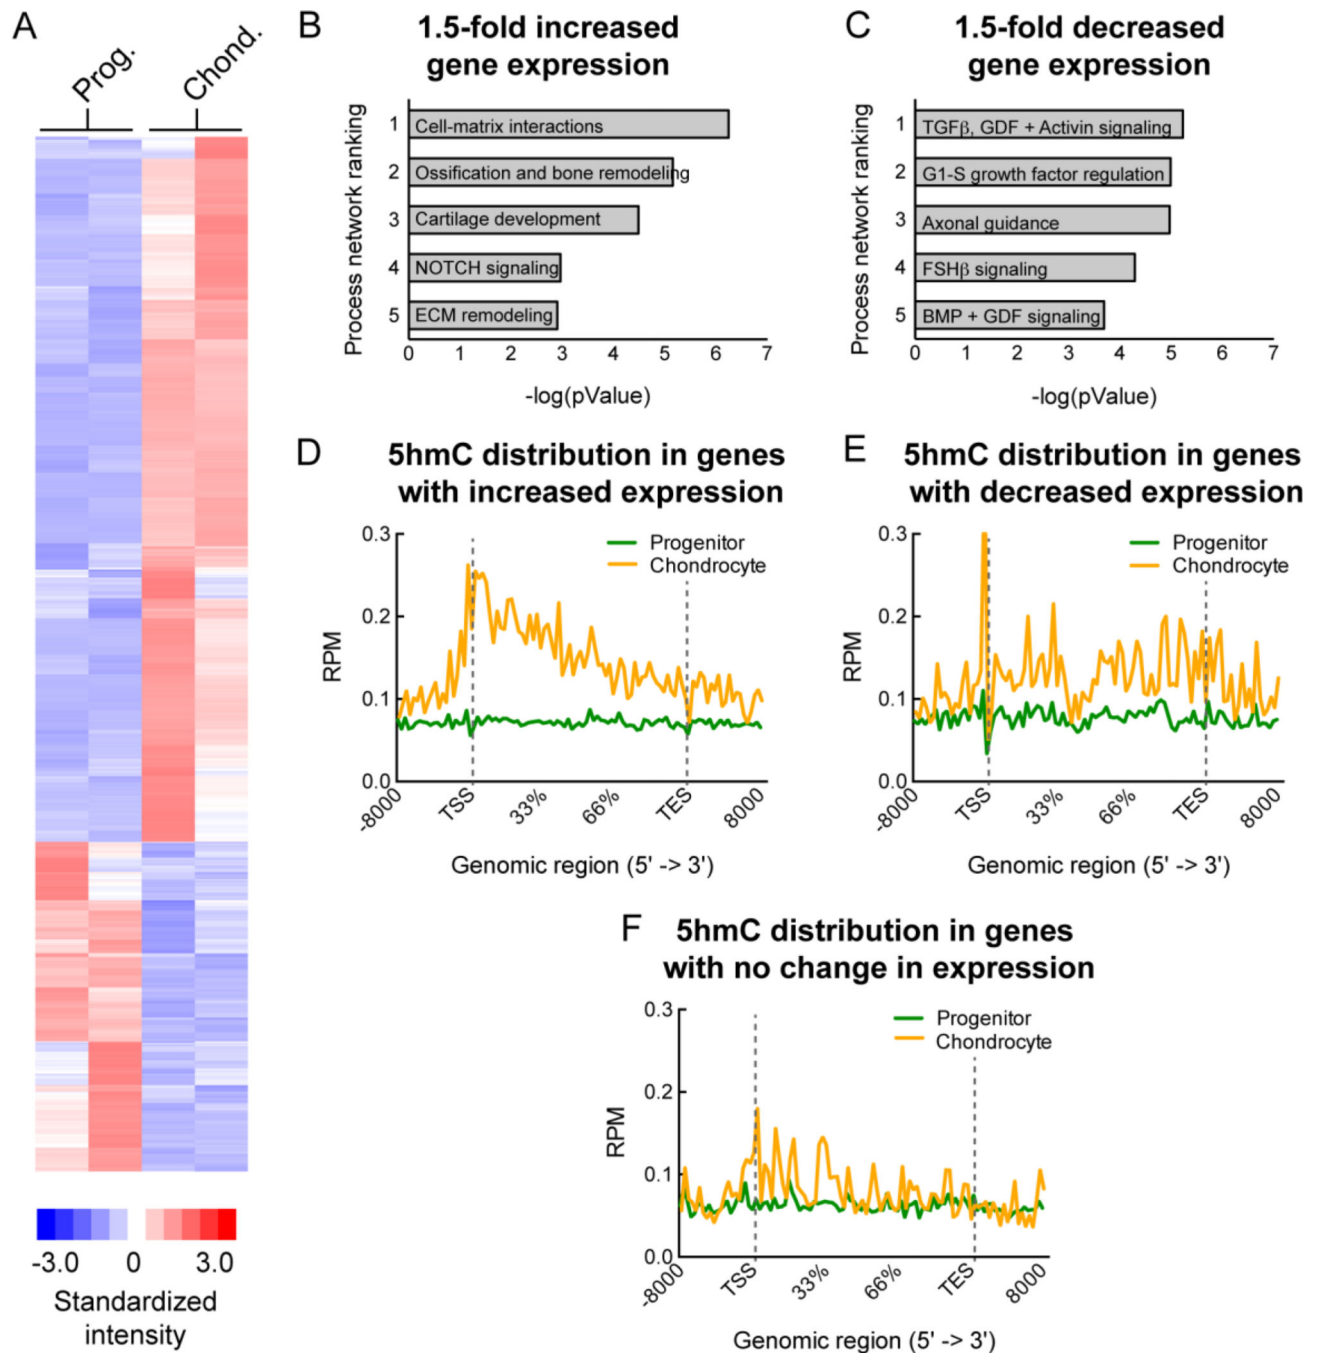 A
Prog.
Chond.
-3.0 0 3.0
Standardized
intensity
B
1.5-fold increased
gene expression
Process network ranking
1 Cell-matrix interactions
2 Ossification and bone remodeling
3 Cartilage development
4 NOTCH signaling
5 ECM remodeling
0 1 2 3 4 5 6 7
-log(pValue)
C
1.5-fold decreased
gene expression
Process network ranking
1 TGFβ, GDF + Activin signaling
2 G1-S growth factor regulation
3 Axonal guidance
4 FSHβ signaling
5 BMP + GDF signaling
0 1 2 3 4 5 6 7
-log(pValue)
D
5hmC distribution in genes
with increased expression
0.3
0.2
0.1
0.0
RPM
Progenitor
Chondrocyte
-8000 TSS 33% 66% TES 8000
Genomic region (5' -> 3')
E
5hmC distribution in genes
with decreased expression
0.3
0.2
0.1
0.0
RPM
Progenitor
Chondrocyte
-8000 TSS 33% 66% TES 8000
Genomic region (5' -> 3')
F
5hmC distribution in genes
with no change in expression
0.3
0.2
0.1
0.0
RPM
Progenitor
Chondrocyte
-8000 TSS 33% 66% TES 8000
Genomic region (5' -> 3')